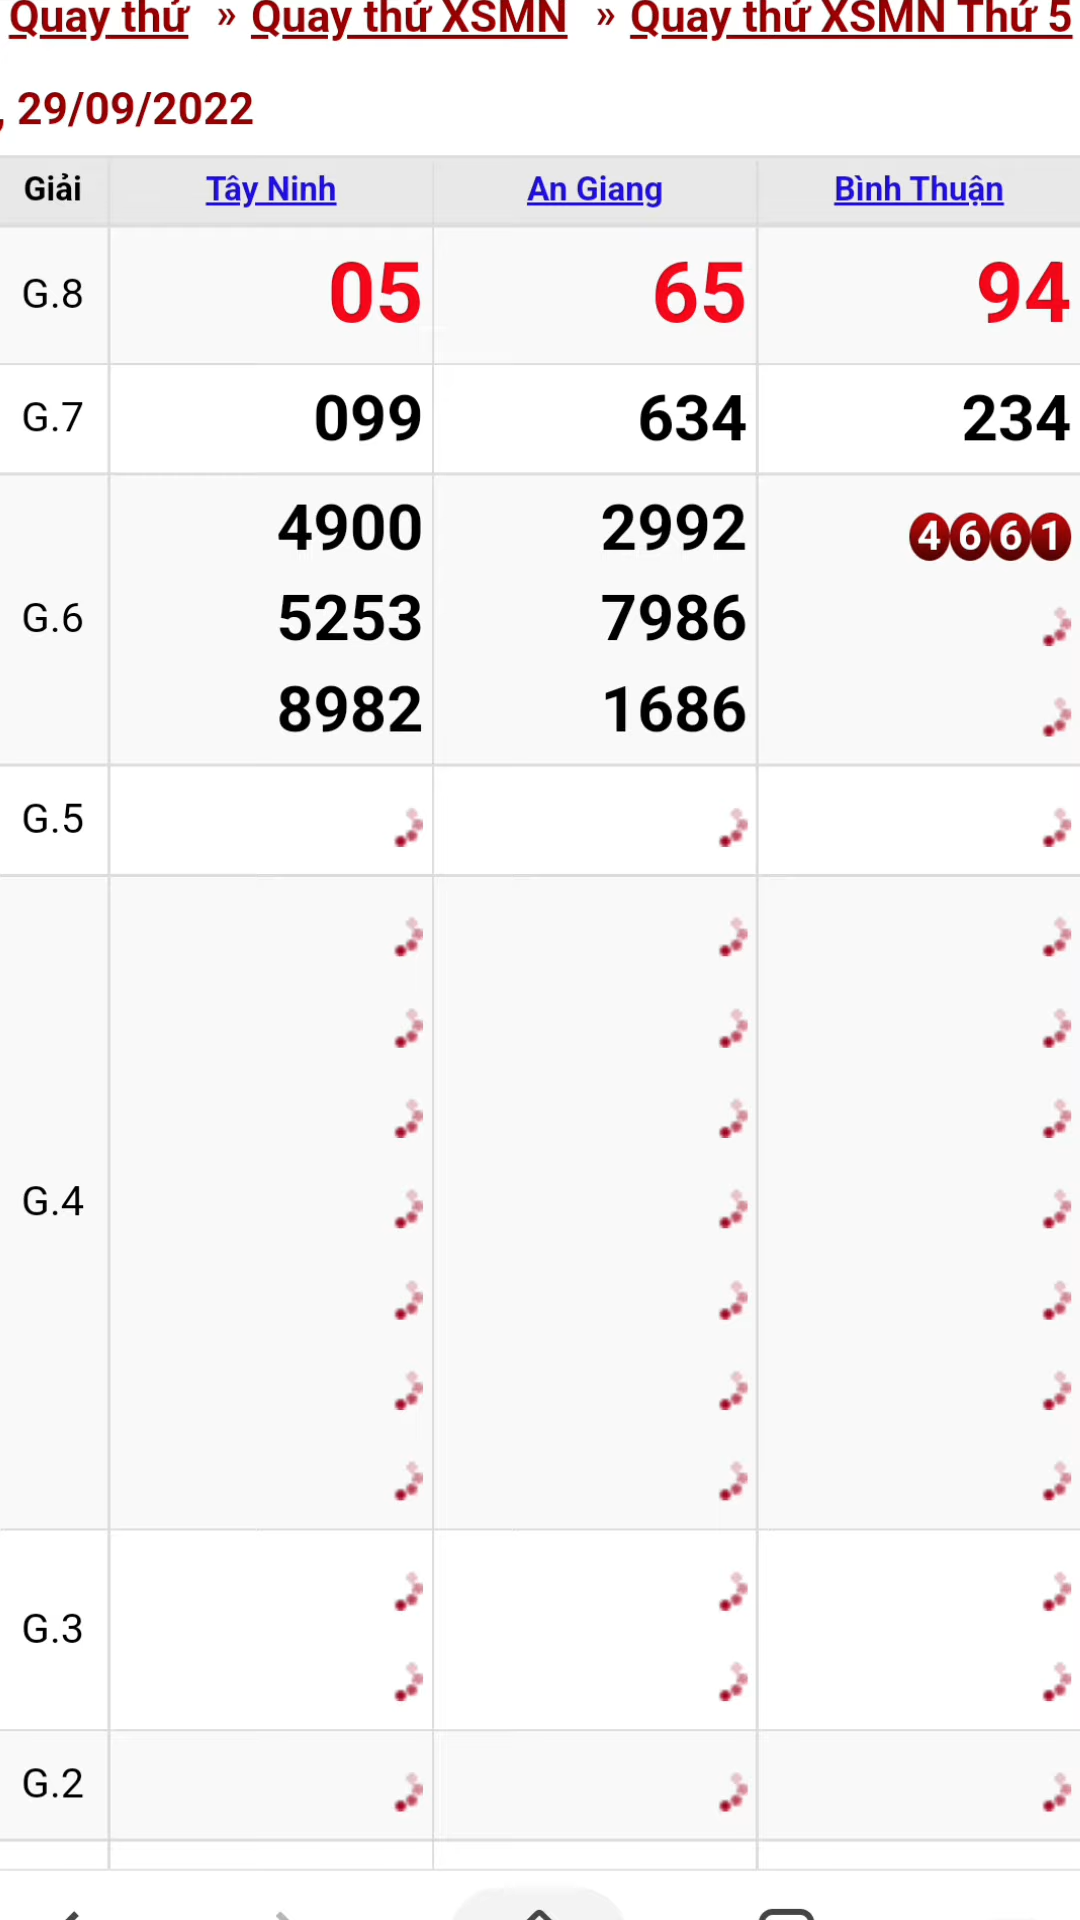 Quay thử » Quay thử XSMN » Quay thử XSMN Thứ 5
, 29/09/2022
Giải Tây Ninh An Giang Bình Thuận
G.8 05 65 94
G.7 099 634 234
G.6 4900 2992 4661
5253 7986
8982 1686
G.5
G.4
G.3
G.2